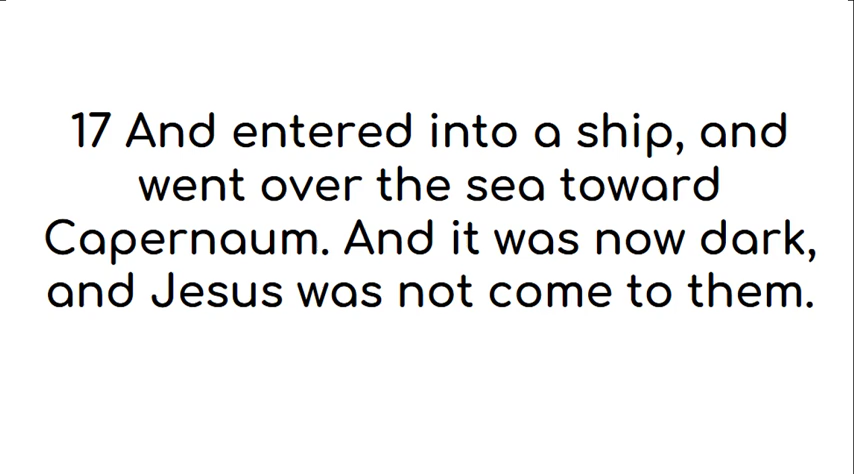 17 And entered into a ship, and
went over the sea toward
Capernaum. And it was now dark,
and Jesus was not come to them.